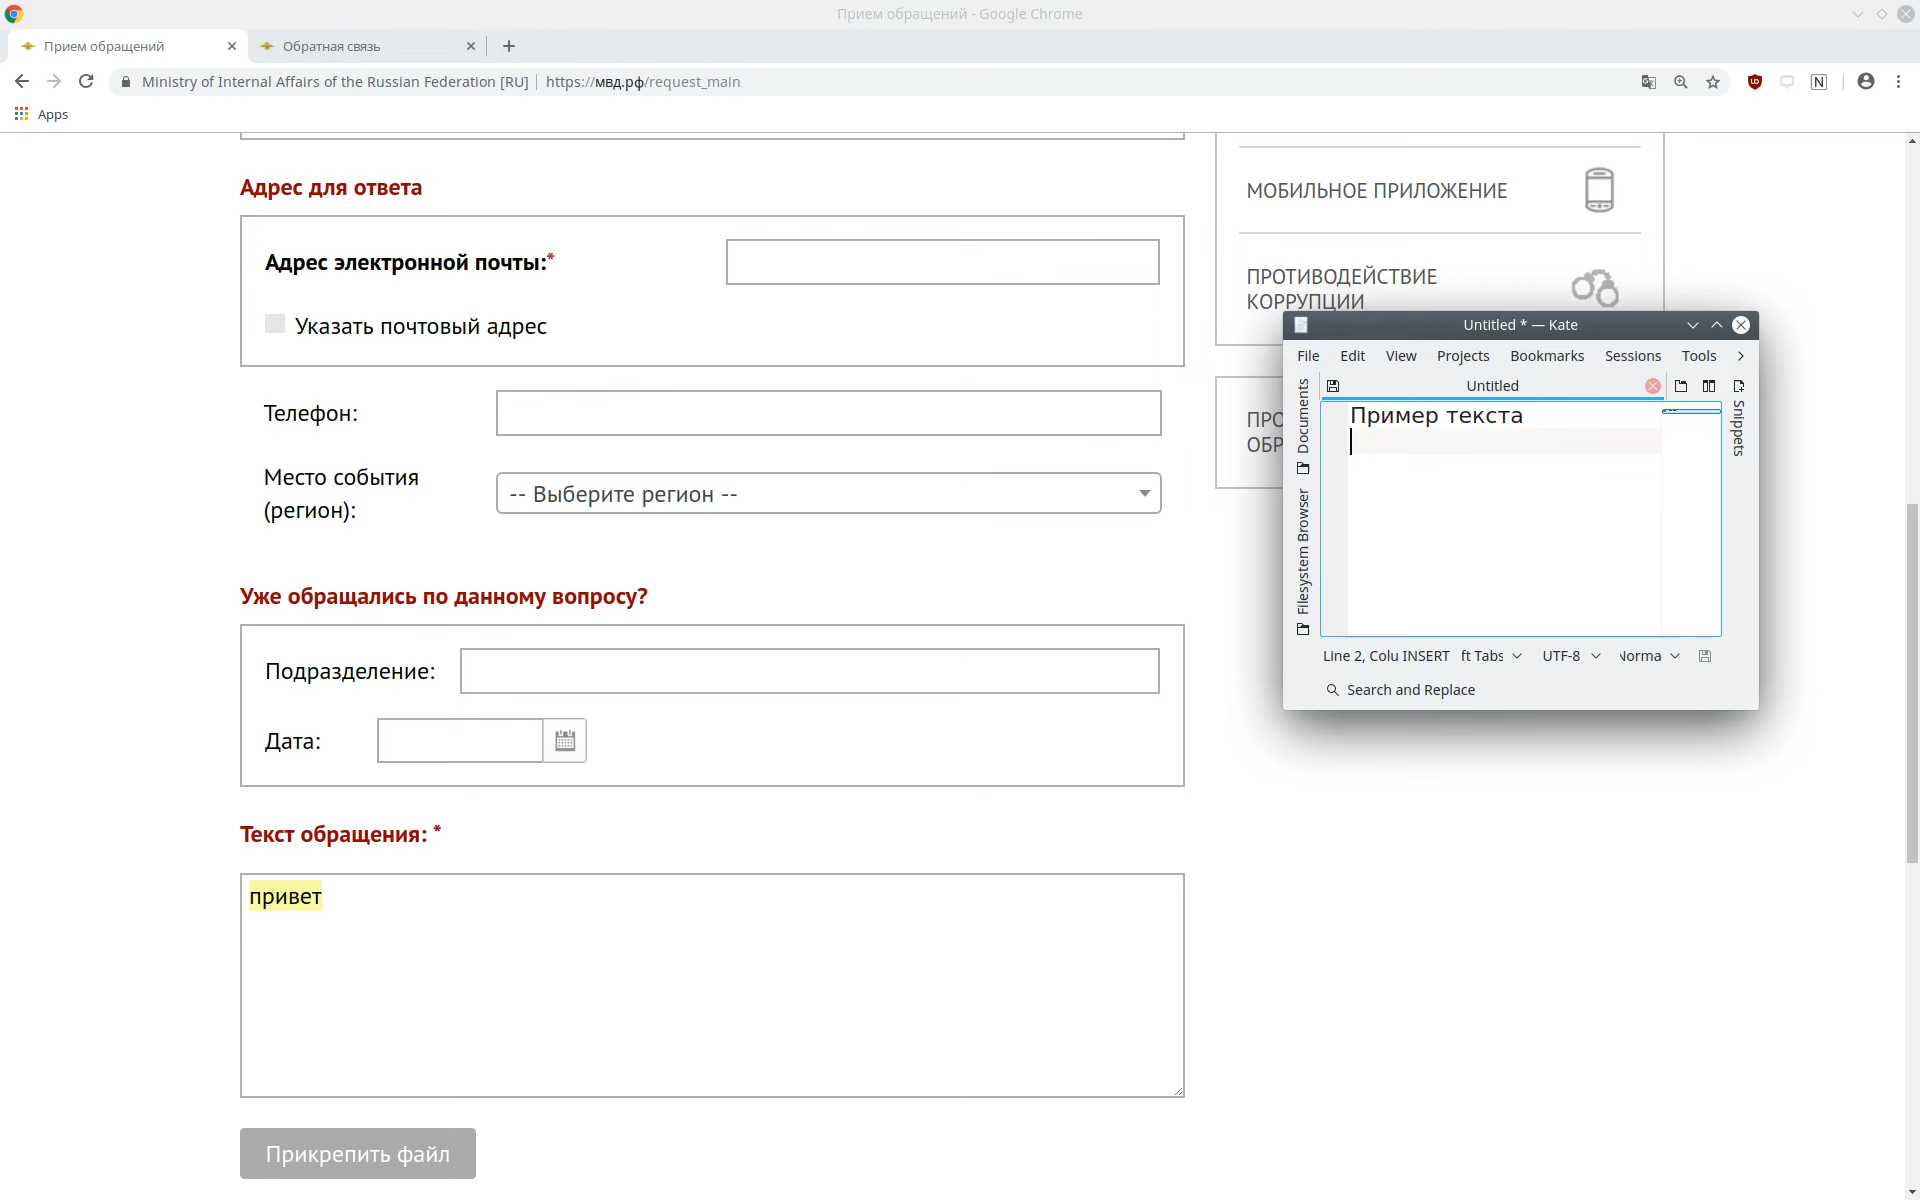 Прием обращений - Google Chrome
Прием обращений
Обратная связь
Ministry of Internal Affairs of the Russian Federation [RU]
https://мвд.рф/request_main
Apps
Адрес для ответа
Адрес электронной почты:*
Указать почтовый адрес
Телефон:
Место события
(регион):
-- Выберите регион --
Уже обращались по данному вопросу?
Подразделение:
Дата:
Текст обращения: *
привет
Прикрепить файл
МОБИЛЬНОЕ ПРИЛОЖЕНИЕ
ПРОТИВОДЕЙСТВИЕ
КОРРУПЦИИ
ПРО
ОБР
Untitled * — Kate
File Edit View Projects Bookmarks Sessions Tools
Untitled
Documents
Filesystem Browser
Snippets
Пример текста
Line 2, Colu INSERT ft Tabs UTF-8 Norma
Search and Replace